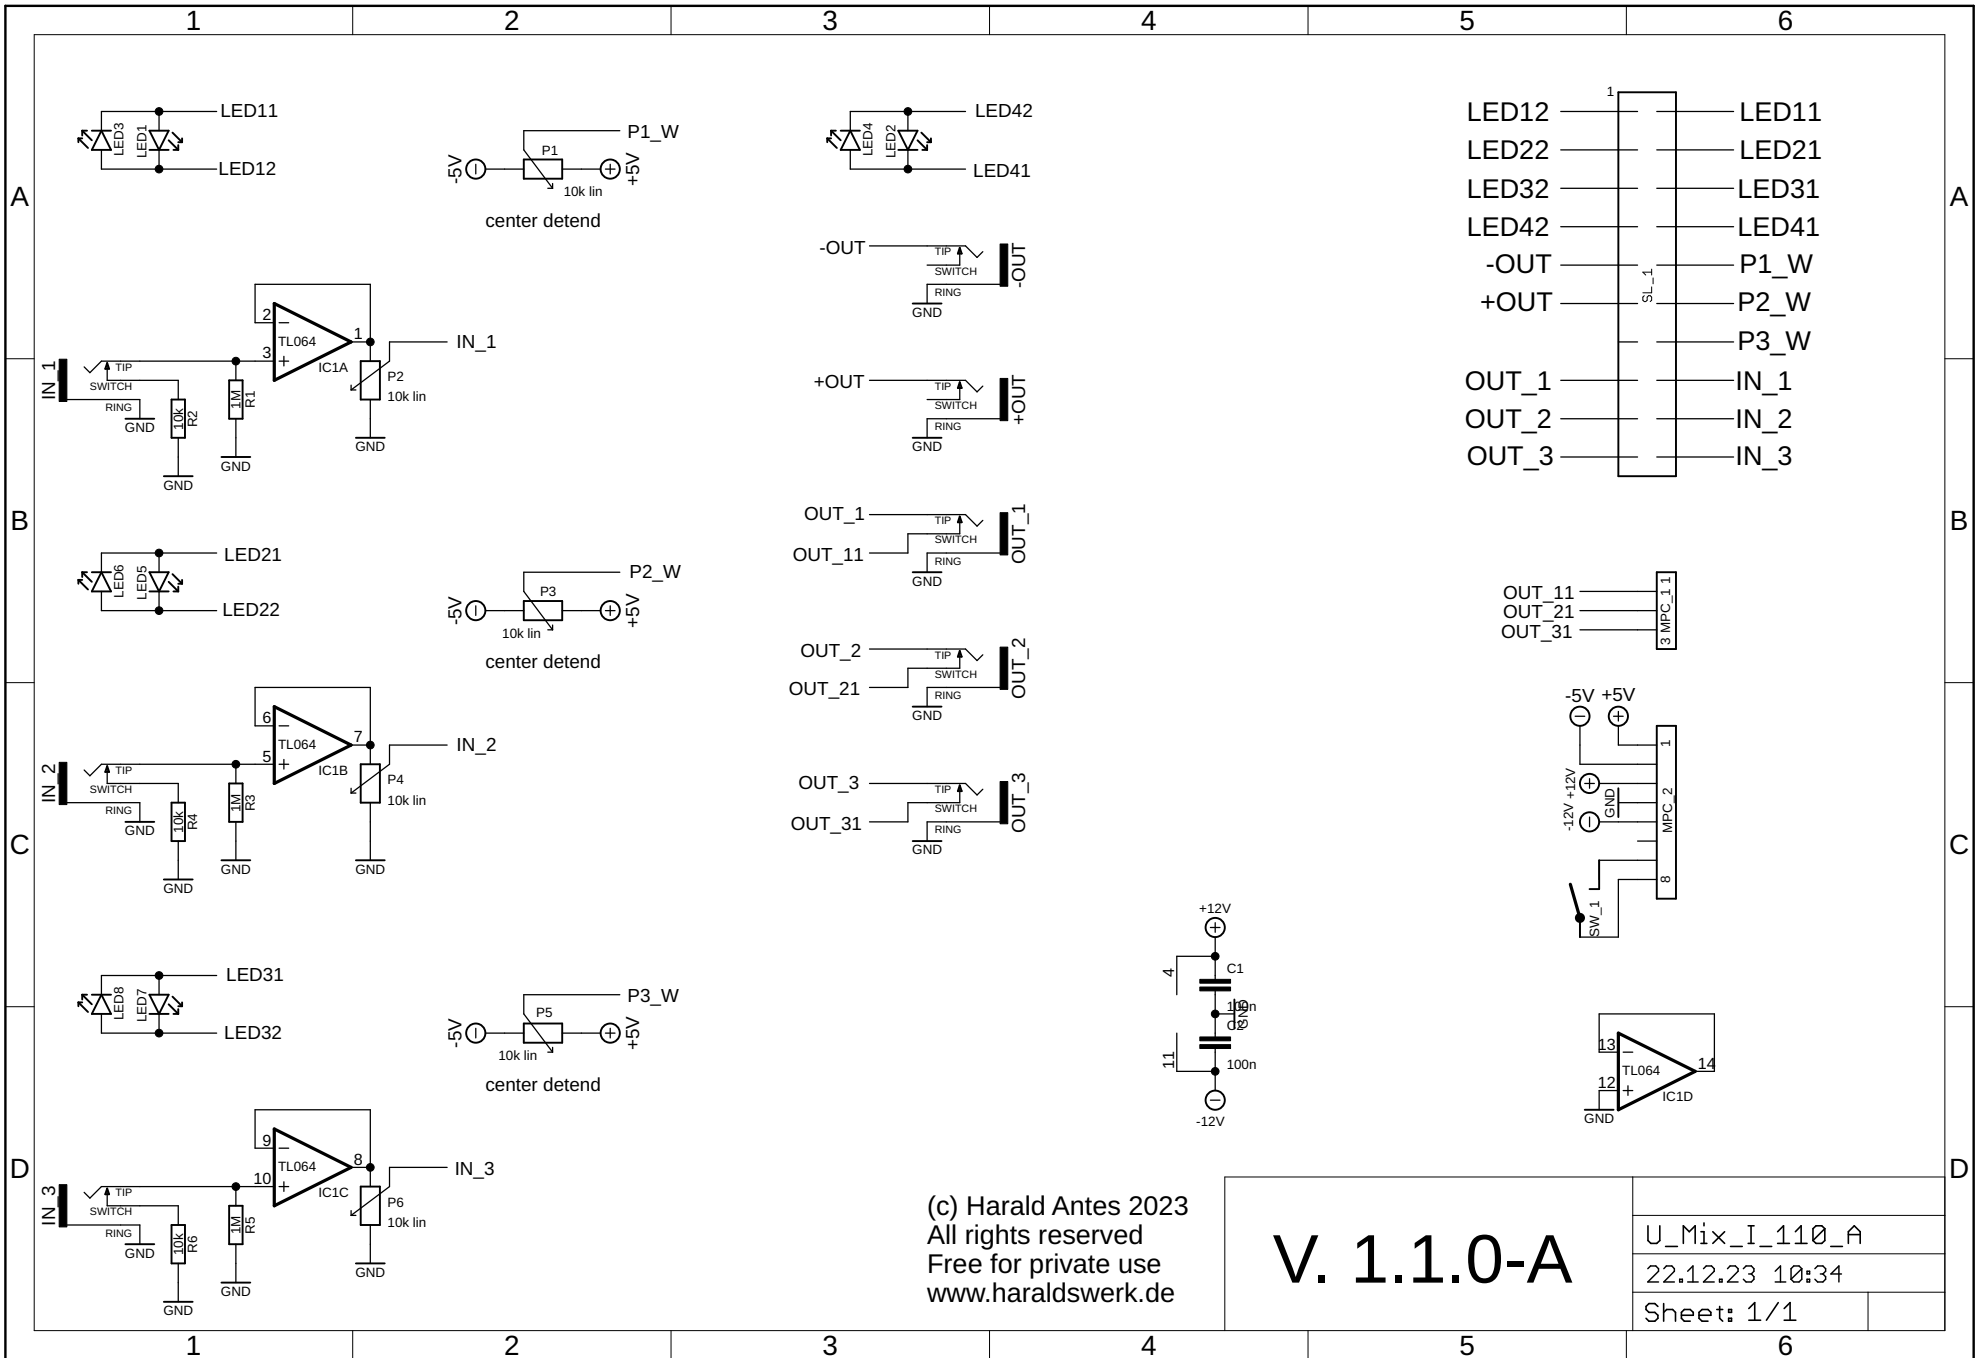 1 2 3 4 5 6
A
B
C
D
A
B
C
D
1 2 3 4 5 6
LED11
LED3
LED1
LED12
P1_W
P1
-5V
+5V
10k lin
center detend
2
TL064
1
3
IC1A
IN_1
IN_1
TIP
SWITCH
RING
GND
10k
R2
GND
1M
R1
GND
P2
10k lin
GND
LED21
LED6
LED5
LED22
P2_W
P3
-5V
+5V
10k lin
center detend
6
TL064
7
5
IC1B
IN_2
IN_2
TIP
SWITCH
RING
GND
10k
R4
GND
1M
R3
GND
P4
10k lin
GND
LED31
LED8
LED7
LED32
P3_W
P5
-5V
+5V
10k lin
center detend
9
TL064
8
10
IC1C
IN_3
IN_3
TIP
SWITCH
RING
GND
10k
R6
GND
1M
R5
GND
P6
10k lin
GND
LED42
LED4
LED2
LED41
-OUT
TIP
SWITCH
RING
GND
-OUT
+OUT
TIP
SWITCH
RING
GND
+OUT
OUT_1
OUT_11
TIP
SWITCH
RING
GND
OUT_1
OUT_2
OUT_21
TIP
SWITCH
RING
GND
OUT_2
OUT_3
OUT_31
TIP
SWITCH
RING
GND
OUT_3
+12V
4
C1
100n
GND
C2
11
100n
-12V
1
LED12 LED11
LED22 LED21
LED32 LED31
LED42 LED41
-OUT P1_W
SL_1
+OUT P2_W
P3_W
OUT_1 IN_1
OUT_2 IN_2
OUT_3 IN_3
OUT_11
OUT_21
OUT_31
3 MPC_1 1
-5V +5V
1
+12V
GND
-12V
MPC_2
8
SW_1
13
TL064
14
12
IC1D
GND
(c) Harald Antes 2023
All rights reserved
Free for private use
www.haraldswerk.de
V. 1.1.0-A
U_Mix_I_110_A
22.12.23 10:34
Sheet: 1/1